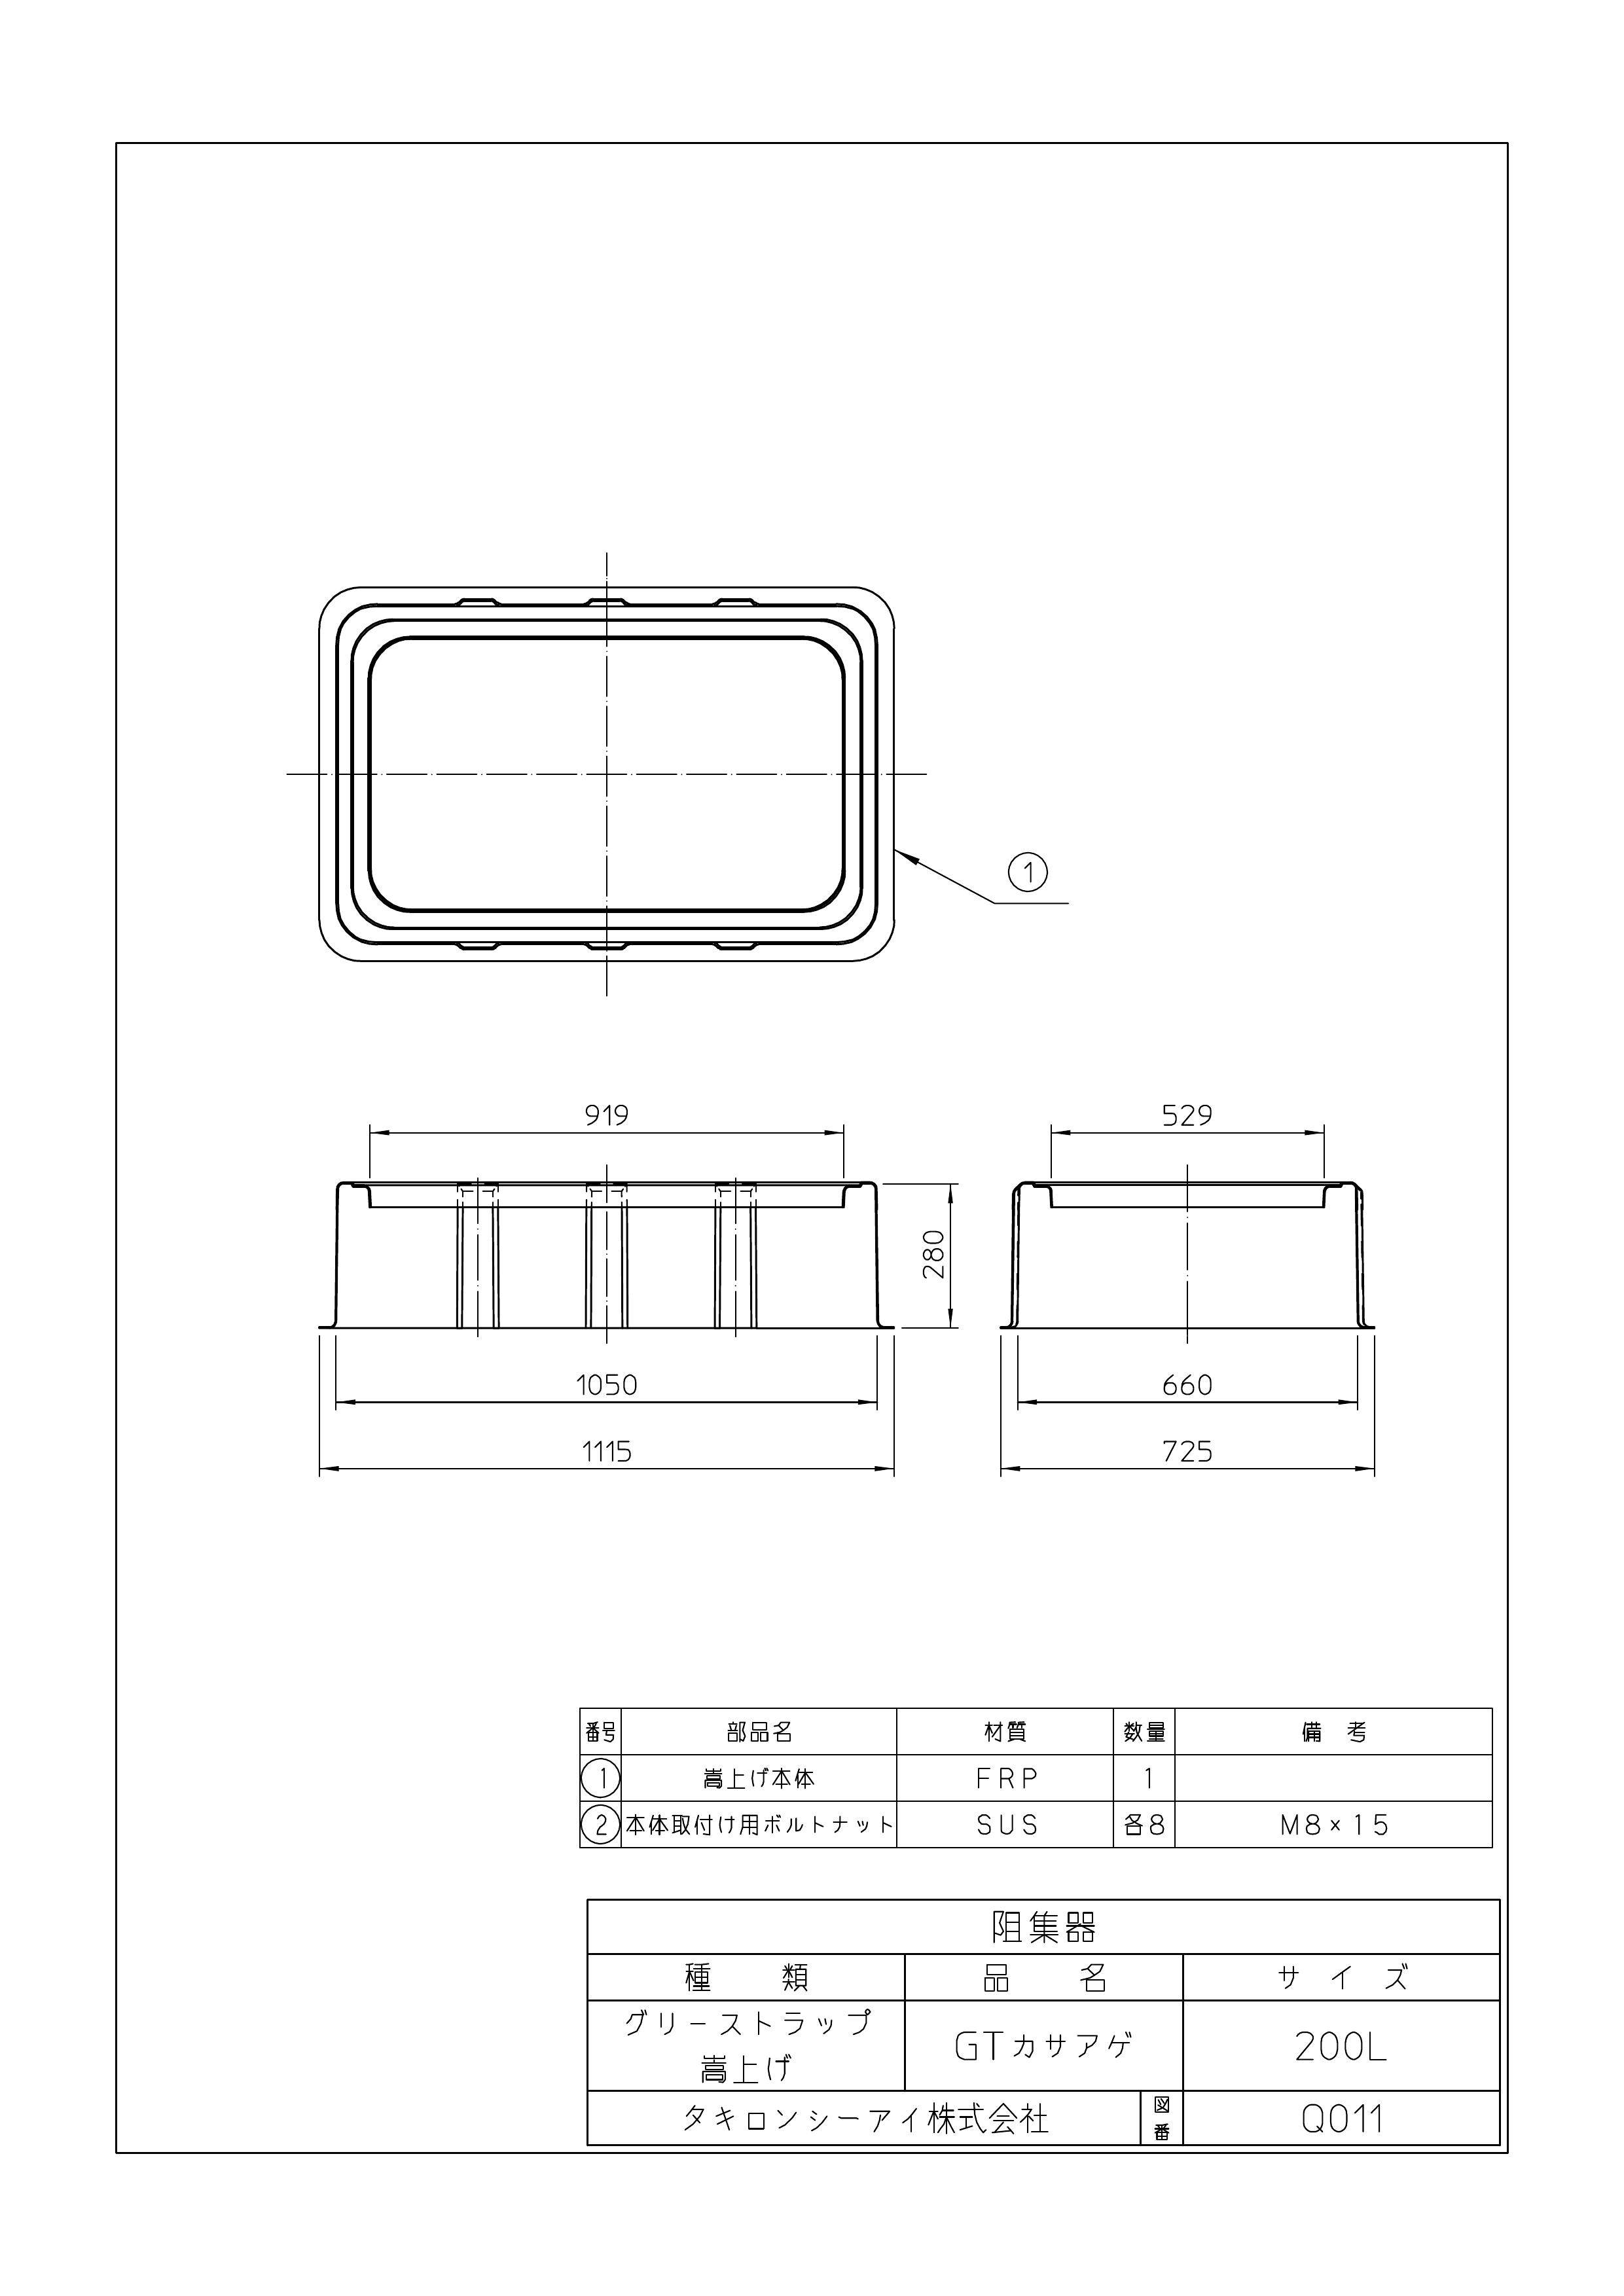 ①
919
529
280
1050
660
1115
725
番号 部品名 材質 数量 備 考
① 嵩上げ本体 FRP 1
② 本体取付け用ボルトナット SUS 各8 M8×15
阻集器
種 類 品 名 サ イ ズ
グリーストラップ
嵩上げ
GTカサアゲ 200L
タキロンシーアイ株式会社 図番 Q011